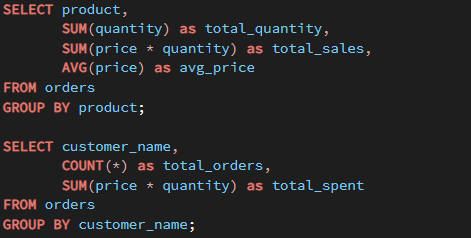 SELECT product,
       SUM(quantity) as total_quantity,
       SUM(price * quantity) as total_sales,
       AVG(price) as avg_price
FROM orders
GROUP BY product;

SELECT customer_name,
       COUNT(*) as total_orders,
       SUM(price * quantity) as total_spent
FROM orders
GROUP BY customer_name;